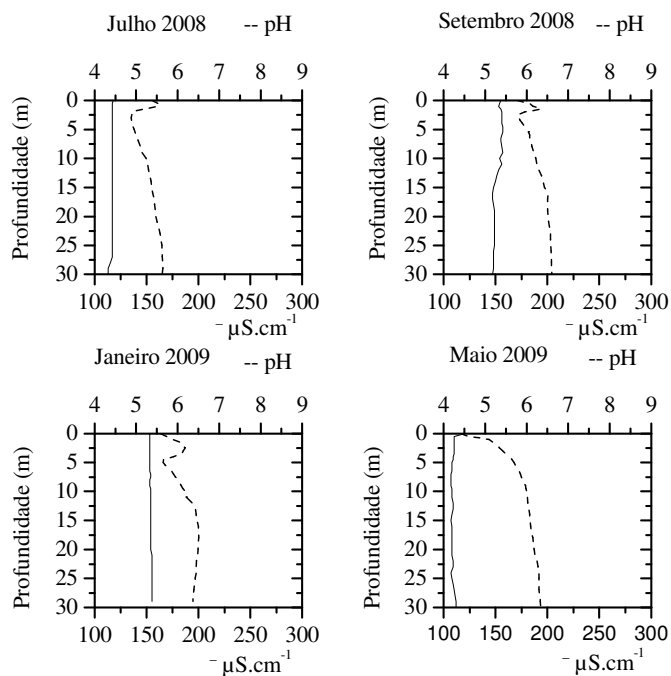 Julho 2008 -- pH
4 5 6 7 8 9
Profundidade (m)
0
5
10
15
20
25
30
100 150 200 250 300
- µS.cm-1
Setembro 2008 -- pH
4 5 6 7 8 9
Profundidade (m)
0
5
10
15
20
25
30
100 150 200 250 300
- µS.cm-1
Janeiro 2009 -- pH
4 5 6 7 8 9
Profundidade (m)
0
5
10
15
20
25
30
100 150 200 250 300
- µS.cm-1
Maio 2009 -- pH
4 5 6 7 8 9
Profundidade (m)
0
5
10
15
20
25
30
100 150 200 250 300
- µS.cm-1